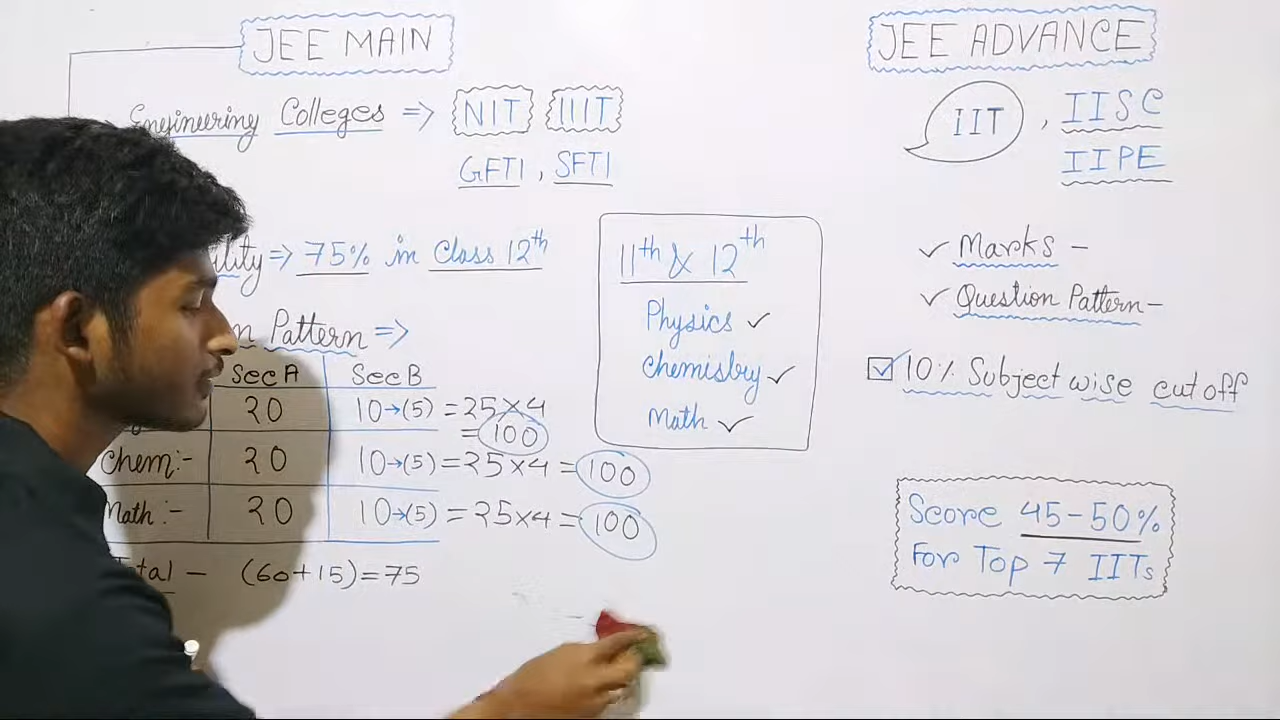 JEE MAIN
Engineering Colleges => NIT IIIT
GFTI, SFTI
=> 75% in Class 12th
Pattern =>
Sec A Sec B
20 10→(5) = 25×4
= 100
Chem:- 20 10→(5) = 25×4 = 100
Math:- 20 10→(5) = 25×4 = 100
(60+15)=75
11th & 12th
Physics ✓
Chemistry ✓
Math ✓
JEE ADVANCE
IIT, IISC
IIPE
✓ Marks -
✓ Question Pattern -
☑ 10% Subject wise cut off
Score 45-50%
For Top 7 IITs